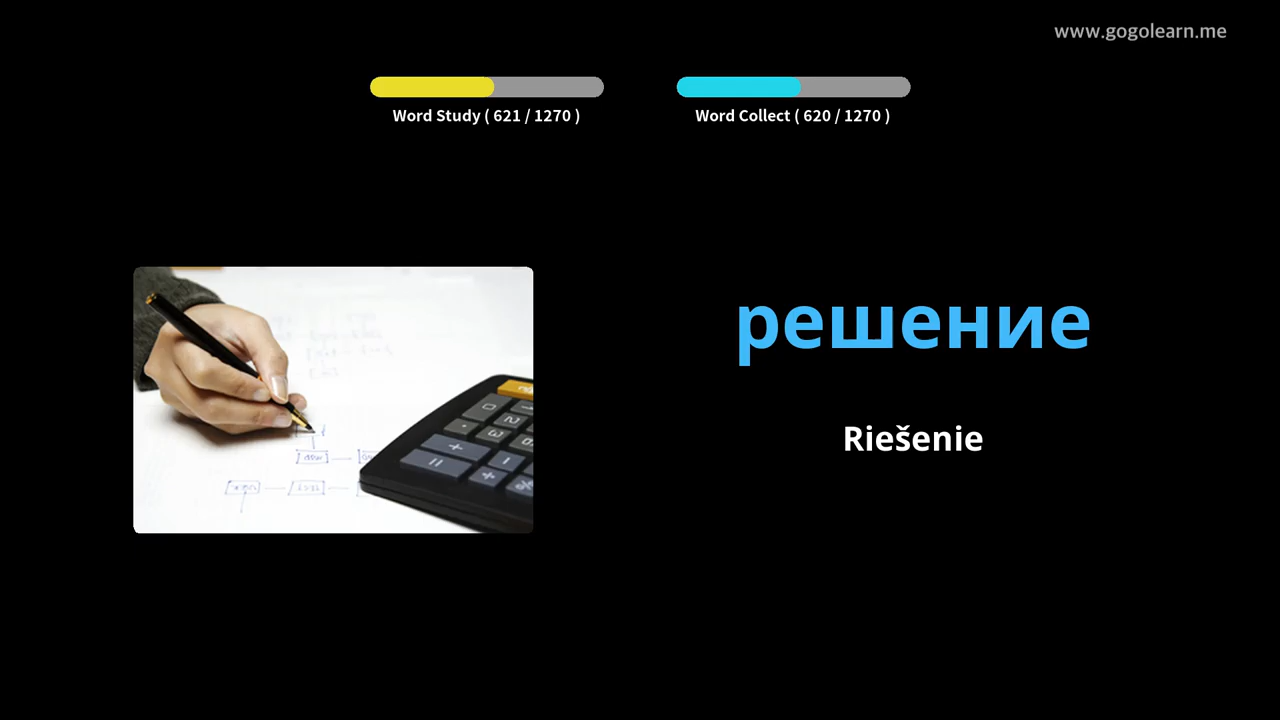 www.gogolearn.me
Word Study ( 621 / 1270 )
Word Collect ( 620 / 1270 )
решение
Riešenie